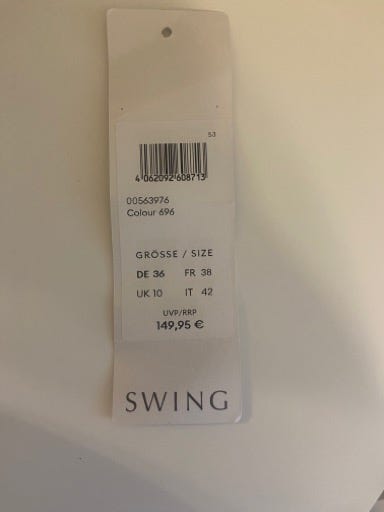 53
4 062092 608713
00563976
Colour 696
GRÖSSE / SIZE
DE 36 FR 38
UK 10 IT 42
UVP/RRP
149,95 €
SWING